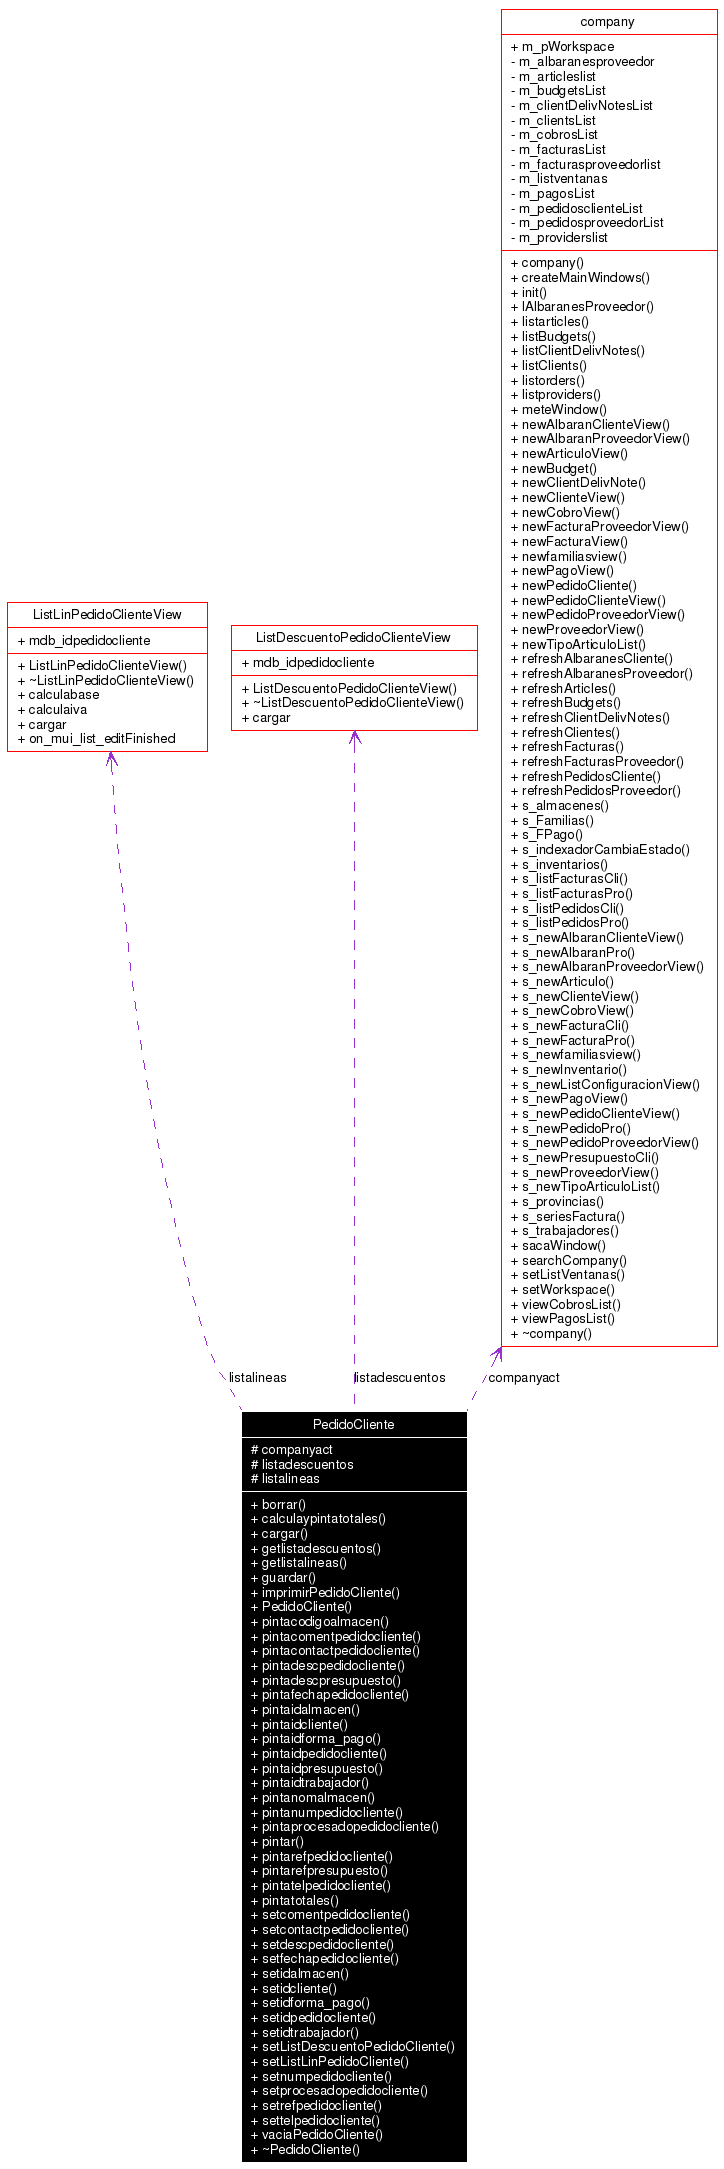 company
+ m_pWorkspace
- m_albaranesproveedor
- m_articleslist
- m_budgetsList
- m_clientDelivNotesList
- m_clientsList
- m_cobrosList
- m_facturasList
- m_facturasproveedorlist
- m_listventanas
- m_pagosList
- m_pedidosclienteList
- m_pedidosproveedorList
- m_providerslist
+ company()
+ createMainWindows()
+ init()
+ lAlbaranesProveedor()
+ listarticles()
+ listBudgets()
+ listClientDelivNotes()
+ listClients()
+ listorders()
+ listproviders()
+ meteWindow()
+ newAlbaranClienteView()
+ newAlbaranProveedorView()
+ newArticuloView()
+ newBudget()
+ newClientDelivNote()
+ newClienteView()
+ newCobroView()
+ newFacturaProveedorView()
+ newFacturaView()
+ newfamiliasview()
+ newPagoView()
+ newPedidoCliente()
+ newPedidoClienteView()
+ newPedidoProveedorView()
+ newProveedorView()
+ newTipoArticuloList()
+ refreshAlbaranesCliente()
+ refreshAlbaranesProveedor()
+ refreshArticles()
+ refreshBudgets()
+ refreshClientDelivNotes()
+ refreshClientes()
+ refreshFacturas()
+ refreshFacturasProveedor()
+ refreshPedidosCliente()
+ refreshPedidosProveedor()
+ s_almacenes()
+ s_Familias()
+ s_FPago()
+ s_indexadorCambiaEstado()
+ s_inventarios()
+ s_listFacturasCli()
+ s_listFacturasPro()
+ s_listPedidosCli()
+ s_listPedidosPro()
+ s_newAlbaranClienteView()
+ s_newAlbaranPro()
+ s_newAlbaranProveedorView()
+ s_newArticulo()
+ s_newClienteView()
+ s_newCobroView()
+ s_newFacturaCli()
+ s_newFacturaPro()
+ s_newfamiliasview()
+ s_newInventario()
+ s_newListConfiguracionView()
+ s_newPagoView()
+ s_newPedidoClienteView()
+ s_newPedidoPro()
+ s_newPedidoProveedorView()
+ s_newPresupuestoCli()
+ s_newProveedorView()
+ s_newTipoArticuloList()
+ s_provincias()
+ s_seriesFactura()
+ s_trabajadores()
+ sacaWindow()
+ searchCompany()
+ setListVentanas()
+ setWorkspace()
+ viewCobrosList()
+ viewPagosList()
+ ~company()
ListLinPedidoClienteView
+ mdb_idpedidocliente
+ ListLinPedidoClienteView()
+ ~ListLinPedidoClienteView()
+ calculabase
+ calculaiva
+ cargar
+ on_mui_list_editFinished
ListDescuentoPedidoClienteView
+ mdb_idpedidocliente
+ ListDescuentoPedidoClienteView()
+ ~ListDescuentoPedidoClienteView()
+ cargar
listalineas
listadescuentos
companyact
PedidoCliente
# companyact
# listadescuentos
# listalineas
+ borrar()
+ calculaypintatotales()
+ cargar()
+ getlistadescuentos()
+ getlistalineas()
+ guardar()
+ imprimirPedidoCliente()
+ PedidoCliente()
+ pintacodigoalmacen()
+ pintacomentpedidocliente()
+ pintacontactpedidocliente()
+ pintadescpedidocliente()
+ pintadescpresupuesto()
+ pintafechapedidocliente()
+ pintaidalmacen()
+ pintaidcliente()
+ pintaidforma_pago()
+ pintaidpedidocliente()
+ pintaidpresupuesto()
+ pintaidtrabajador()
+ pintanomalmacen()
+ pintanumpedidocliente()
+ pintaprocesadopedidocliente()
+ pintar()
+ pintarefpedidocliente()
+ pintarefpresupuesto()
+ pintatelpedidocliente()
+ pintatotales()
+ setcomentpedidocliente()
+ setcontactpedidocliente()
+ setdescpedidocliente()
+ setfechapedidocliente()
+ setidalmacen()
+ setidcliente()
+ setidforma_pago()
+ setidpedidocliente()
+ setidtrabajador()
+ setListDescuentoPedidoCliente()
+ setListLinPedidoCliente()
+ setnumpedidocliente()
+ setprocesadopedidocliente()
+ setrefpedidocliente()
+ settelpedidocliente()
+ vaciaPedidoCliente()
+ ~PedidoCliente()